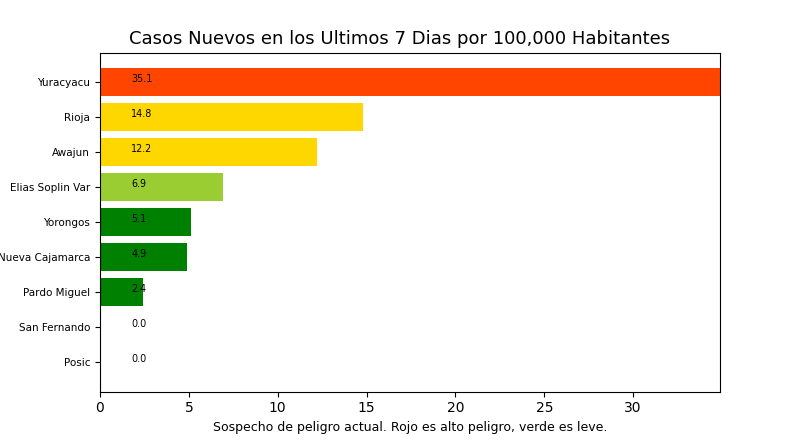 Casos Nuevos en los Ultimos 7 Dias por 100,000 Habitantes
Yuracyacu 35.1
Rioja 14.8
Awajun 12.2
Elias Soplin Var 6.9
Yorongos 5.1
Nueva Cajamarca 4.9
Pardo Miguel 2.4
San Fernando 0.0
Posic 0.0
0 5 10 15 20 25 30
Sospecho de peligro actual. Rojo es alto peligro, verde es leve.